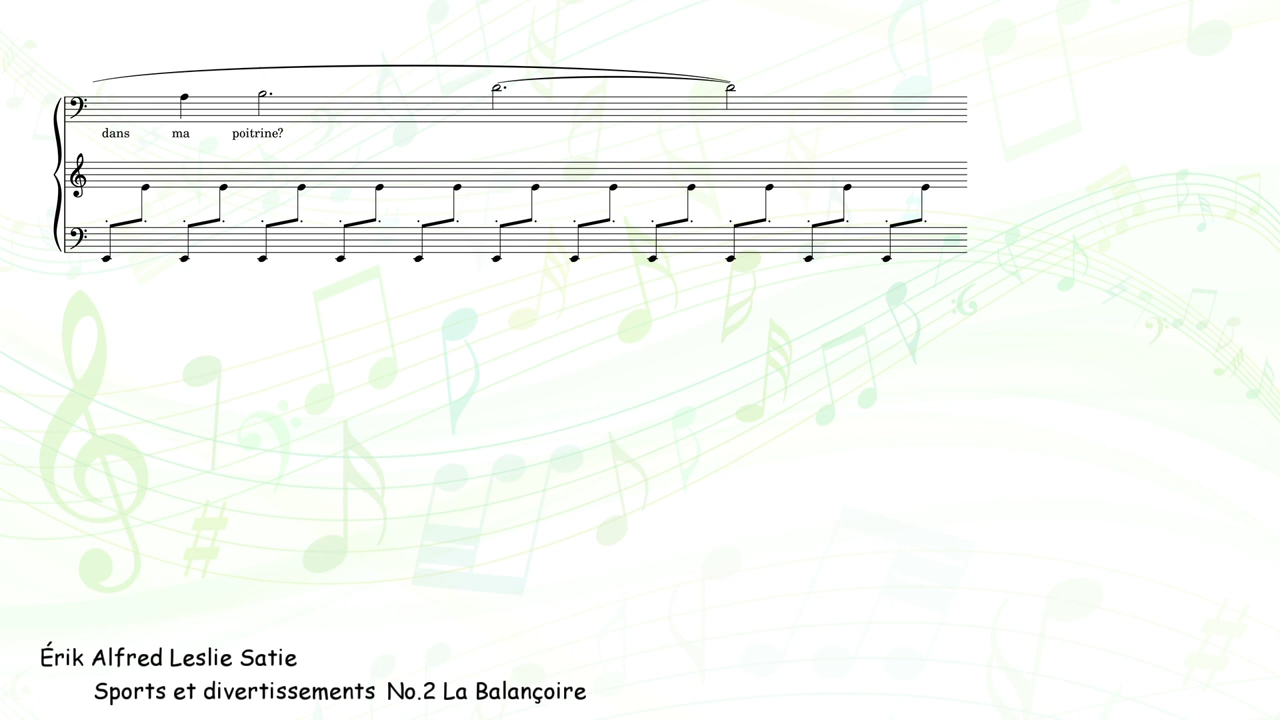 dans ma poitrine?
Érik Alfred Leslie Satie
Sports et divertissements No.2 La Balançoire